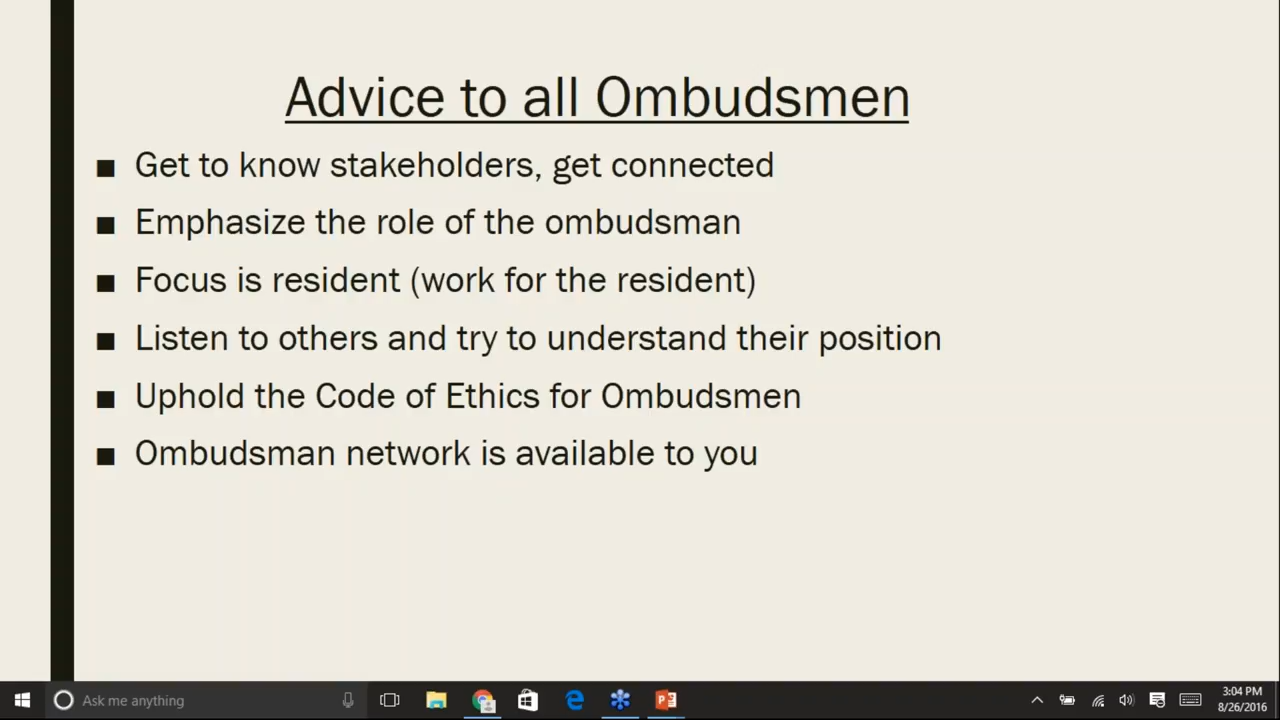 Advice to all Ombudsmen
■ Get to know stakeholders, get connected
■ Emphasize the role of the ombudsman
■ Focus is resident (work for the resident)
■ Listen to others and try to understand their position
■ Uphold the Code of Ethics for Ombudsmen
■ Ombudsman network is available to you
Ask me anything
3:04 PM
8/26/2016